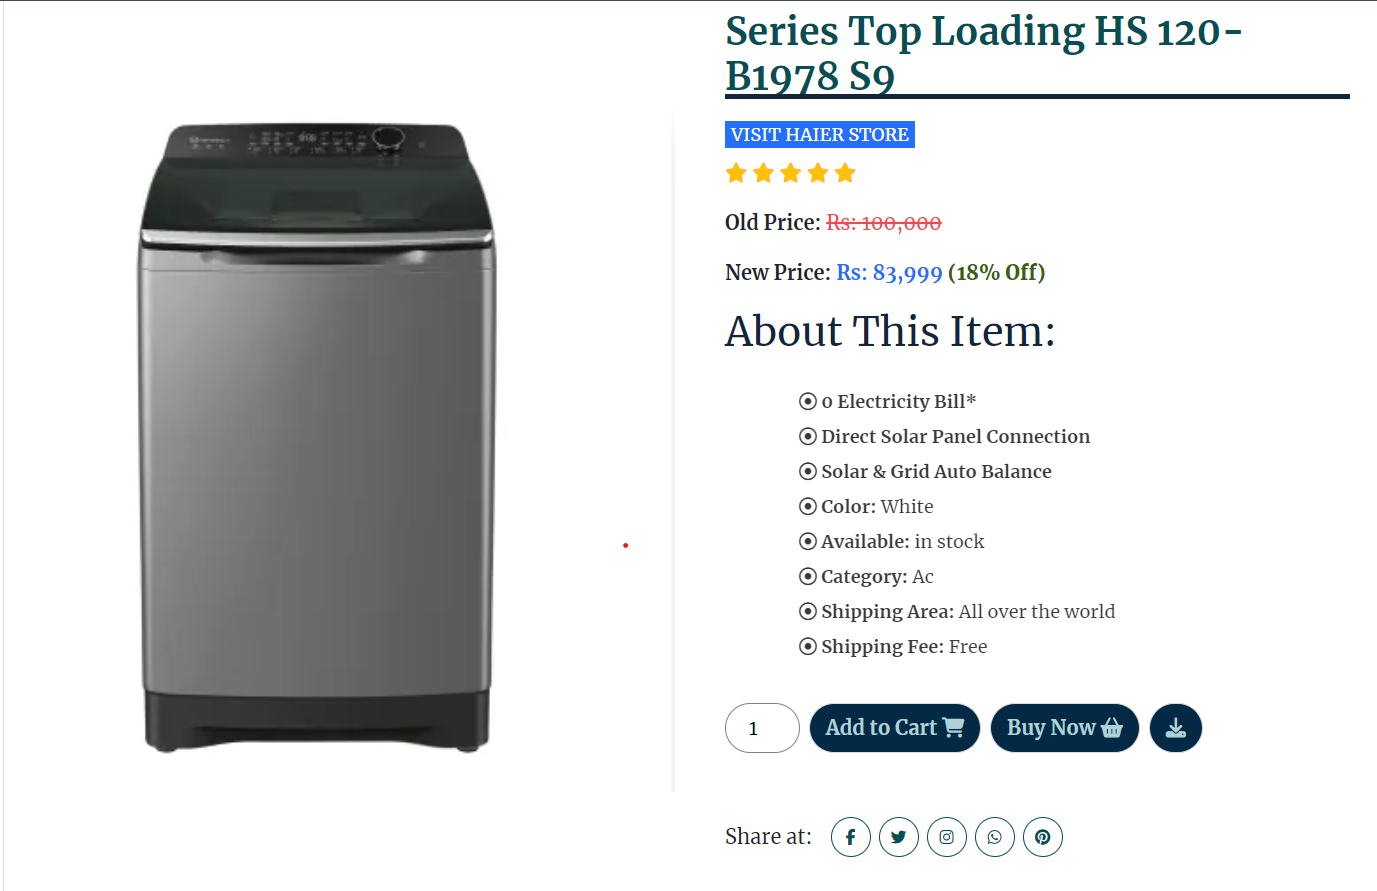 Series Top Loading HS 120-
B1978 S9
VISIT HAIER STORE
Old Price: Rs: 100,000
New Price: Rs: 83,999 (18% Off)
About This Item:
0 Electricity Bill*
Direct Solar Panel Connection
Solar & Grid Auto Balance
Color: White
Available: in stock
Category: Ac
Shipping Area: All over the world
Shipping Fee: Free
1
Add to Cart
Buy Now
Share at: